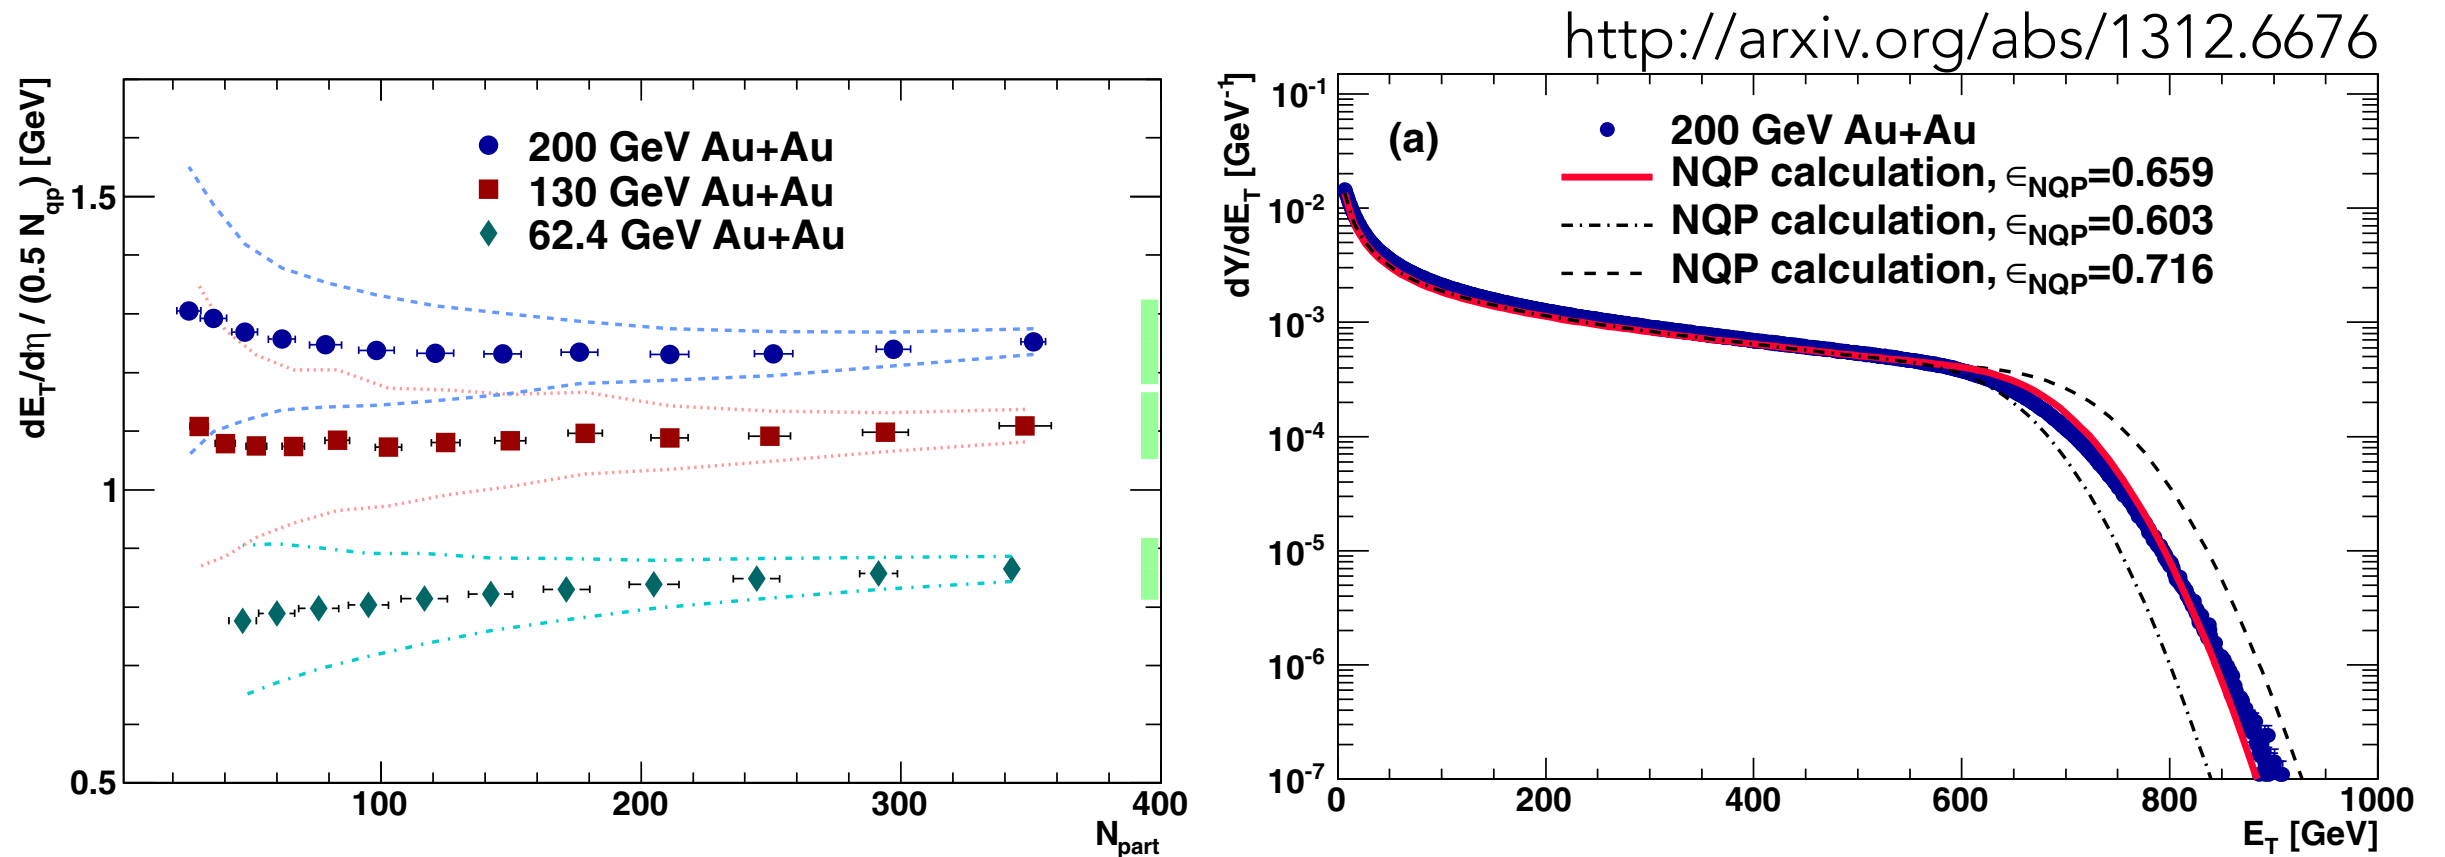 http://arxiv.org/abs/1312.6676
dE_T/dη / (0.5 N_qp) [GeV]
200 GeV Au+Au
130 GeV Au+Au
62.4 GeV Au+Au
1.5
1
0.5
100
200
300
400
N_part
dY/dE_T [GeV^-1]
(a)
200 GeV Au+Au
NQP calculation, ∈_NQP=0.659
NQP calculation, ∈_NQP=0.603
NQP calculation, ∈_NQP=0.716
10^-1
10^-2
10^-3
10^-4
10^-5
10^-6
10^-7
0
200
400
600
800
1000
E_T [GeV]